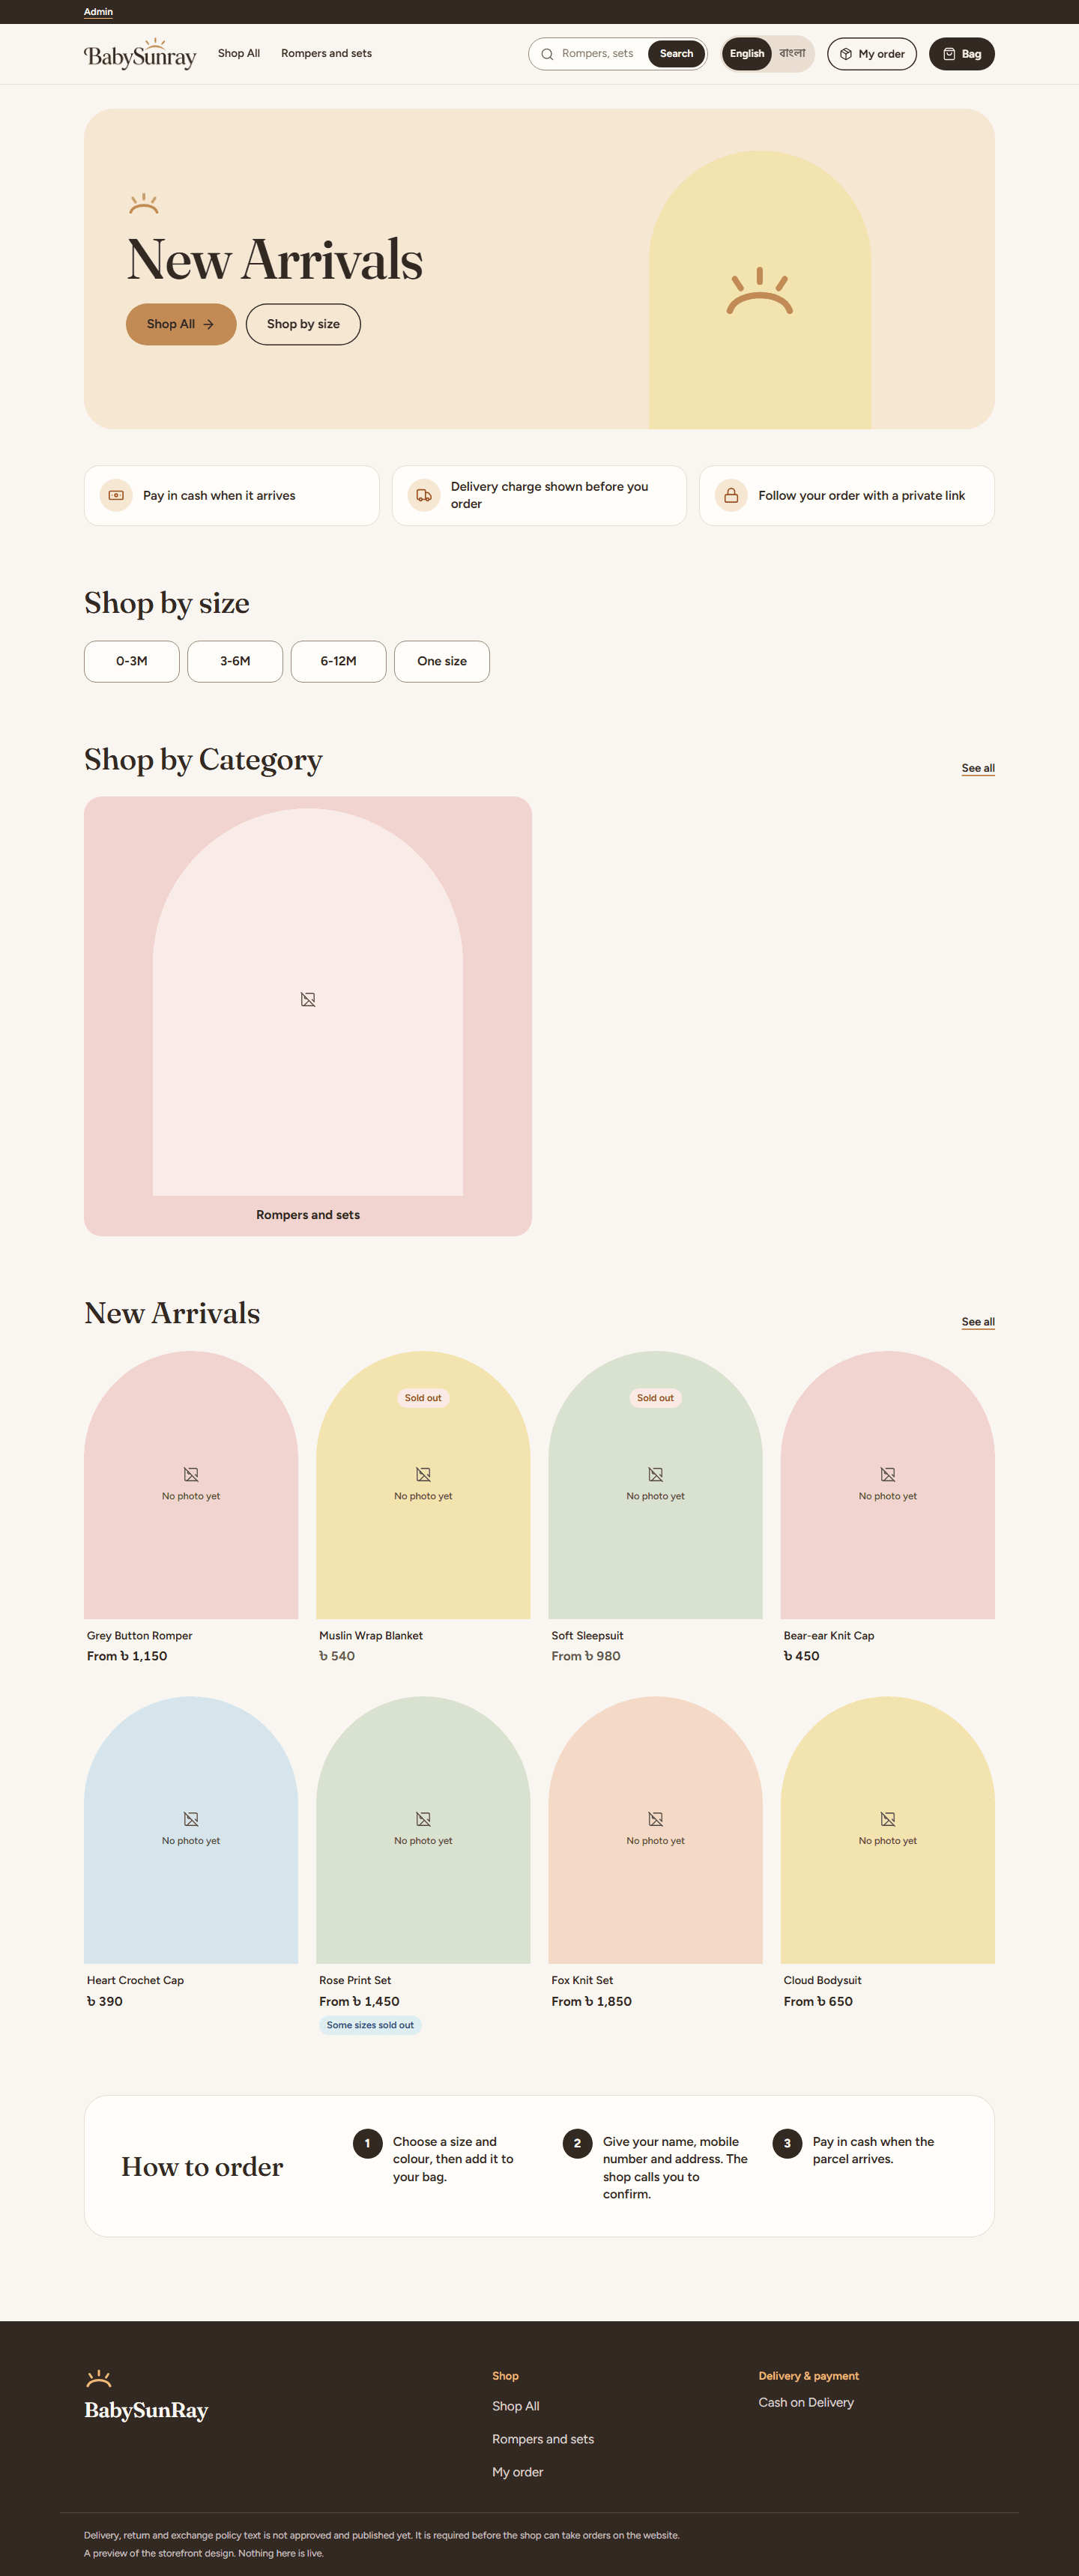 Admin
BabySunray
Shop All
Rompers and sets
Rompers, sets
Search
English
বাংলা
My order
Bag
New Arrivals
Shop All
Shop by size
Pay in cash when it arrives
Delivery charge shown before you
order
Follow your order with a private link
Shop by size
0-3M
3-6M
6-12M
One size
Shop by Category
See all
Rompers and sets
New Arrivals
See all
No photo yet
Sold out
No photo yet
Sold out
No photo yet
No photo yet
Grey Button Romper
From ৳ 1,150
Muslin Wrap Blanket
৳ 540
Soft Sleepsuit
From ৳ 980
Bear-ear Knit Cap
৳ 450
No photo yet
No photo yet
No photo yet
No photo yet
Heart Crochet Cap
৳ 390
Rose Print Set
From ৳ 1,450
Some sizes sold out
Fox Knit Set
From ৳ 1,850
Cloud Bodysuit
From ৳ 650
How to order
1
Choose a size and
colour, then add it to
your bag.
2
Give your name, mobile
number and address. The
shop calls you to
confirm.
3
Pay in cash when the
parcel arrives.
BabySunRay
Shop
Shop All
Rompers and sets
My order
Delivery & payment
Cash on Delivery
Delivery, return and exchange policy text is not approved and published yet. It is required before the shop can take orders on the website.
A preview of the storefront design. Nothing here is live.